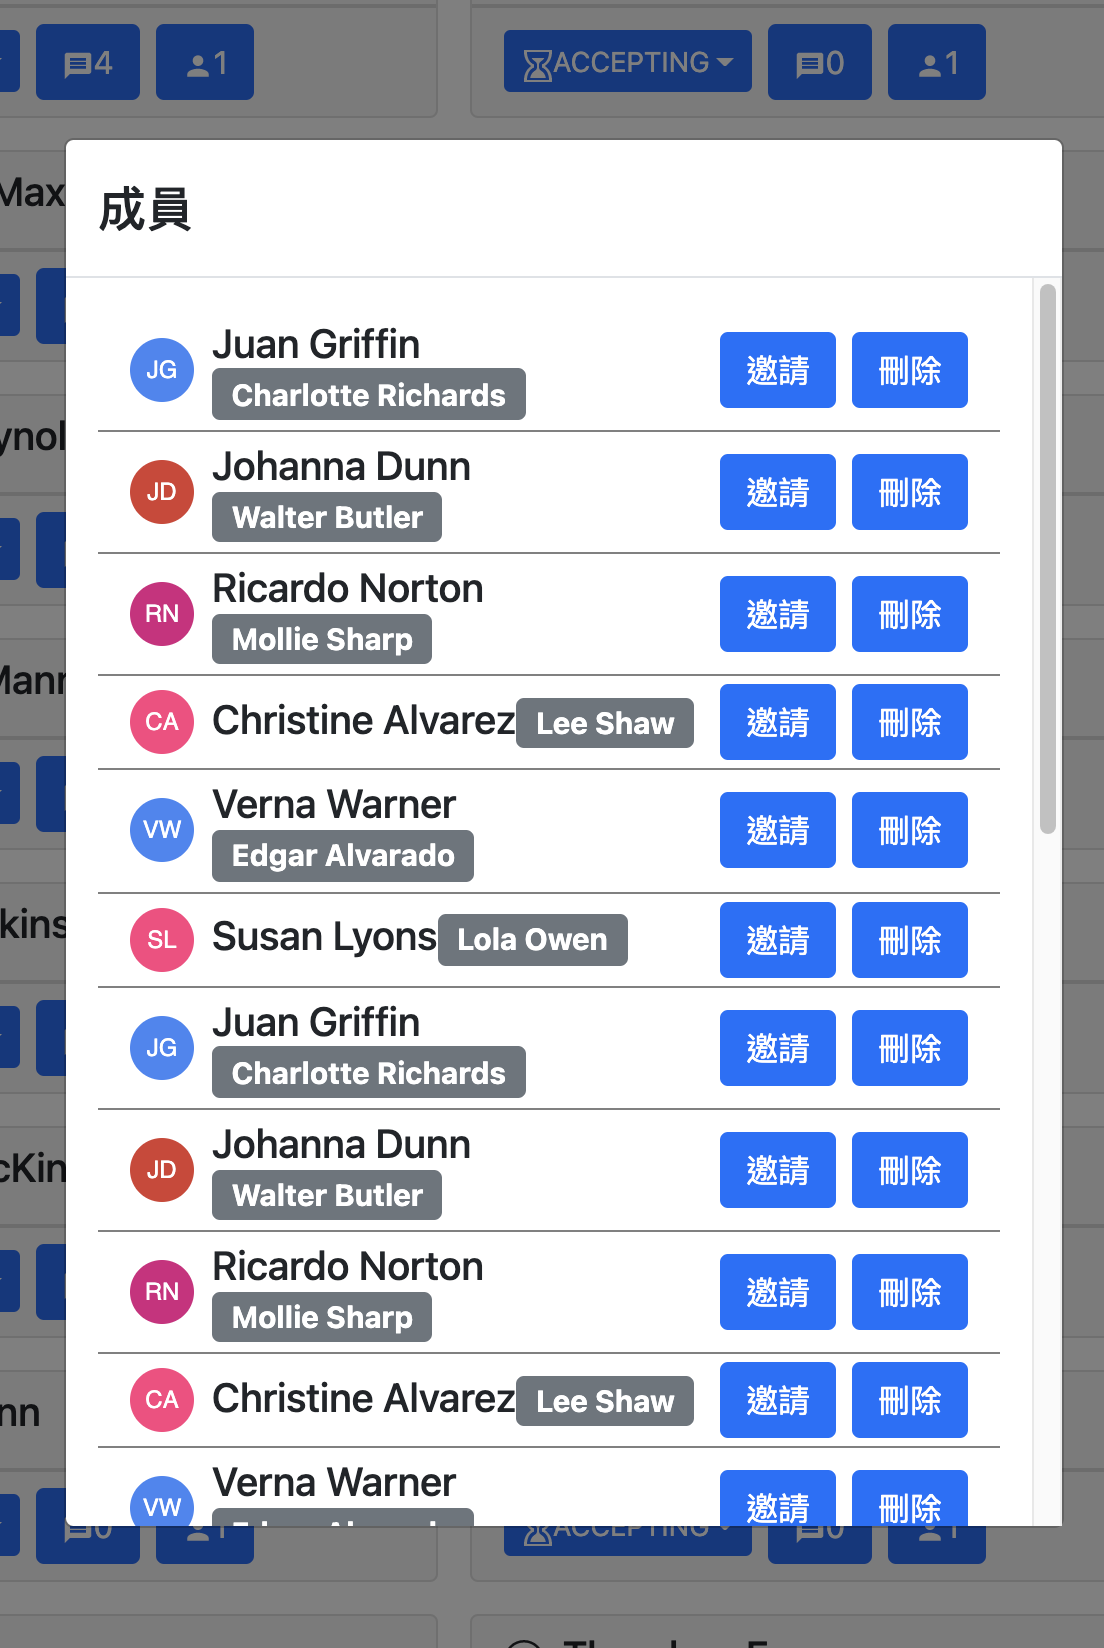 4
1
ACCEPTING
0
1
Max
成員
JG
Juan Griffin
Charlotte Richards
邀請
刪除
ynol
JD
Johanna Dunn
Walter Butler
邀請
刪除
RN
Ricardo Norton
Mollie Sharp
邀請
刪除
Mann
CA
Christine Alvarez
Lee Shaw
邀請
刪除
VW
Verna Warner
Edgar Alvarado
邀請
刪除
kins
SL
Susan Lyons
Lola Owen
邀請
刪除
JG
Juan Griffin
Charlotte Richards
邀請
刪除
cKin
JD
Johanna Dunn
Walter Butler
邀請
刪除
RN
Ricardo Norton
Mollie Sharp
邀請
刪除
nn
CA
Christine Alvarez
Lee Shaw
邀請
刪除
VW
Verna Warner
邀請
刪除
0
1
ACCEPTING
0
1